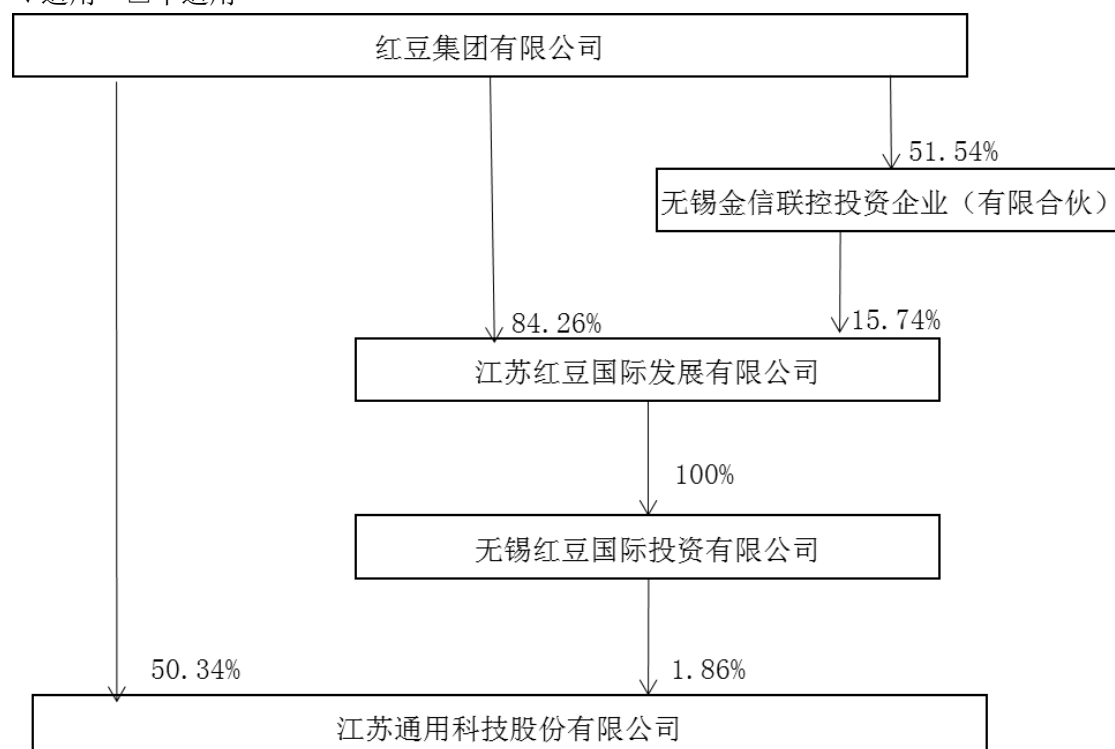 红豆集团有限公司
51.54%
无锡金信联控投资企业（有限合伙）
84.26%
15.74%
江苏红豆国际发展有限公司
100%
无锡红豆国际投资有限公司
50.34%
1.86%
江苏通用科技股份有限公司